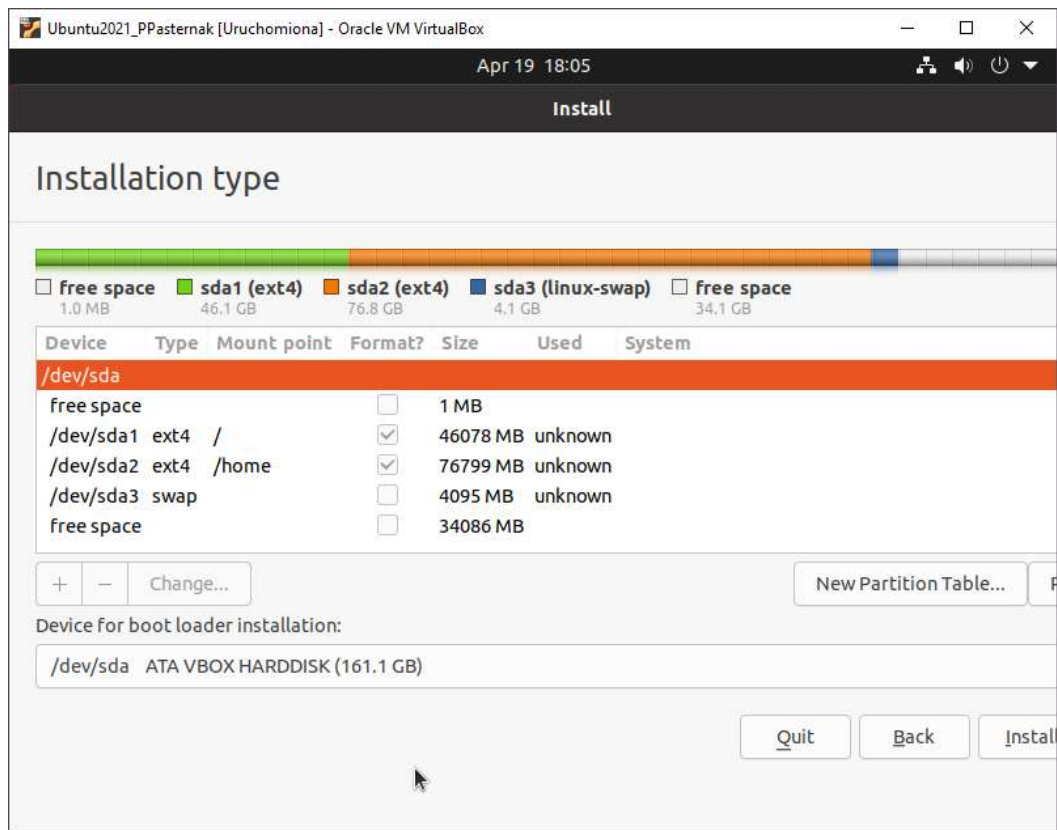 Ubuntu2021_PPasternak [Uruchomiona] - Oracle VM VirtualBox
Apr 19 18:05
Install
Installation type
free space sda1 (ext4) sda2 (ext4) sda3 (linux-swap) free space
1.0 MB 46.1 GB 76.8 GB 4.1 GB 34.1 GB
Device Type Mount point Format? Size Used System
/dev/sda
free space 1 MB
/dev/sda1 ext4 / 46078 MB unknown
/dev/sda2 ext4 /home 76799 MB unknown
/dev/sda3 swap 4095 MB unknown
free space 34086 MB
+ − Change... New Partition Table...
Device for boot loader installation:
/dev/sda ATA VBOX HARDDISK (161.1 GB)
Quit Back Install